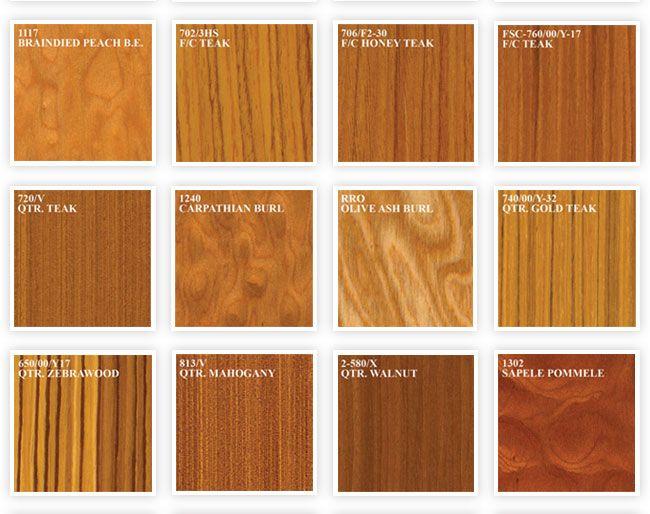 1117
BRAINDIED PEACH B.E.
702/3HS
F/C TEAK
706/F2-30
F/C HONEY TEAK
FSC-760/00/Y-17
F/C TEAK
720/V
QTR. TEAK
1240
CARPATHIAN BURL
RRO
OLIVE ASH BURL
740/00/Y-32
QTR. GOLD TEAK
650/00/Y17
QTR. ZEBRAWOOD
813/V
QTR. MAHOGANY
2-580/X
QTR. WALNUT
1302
SAPELE POMMELE